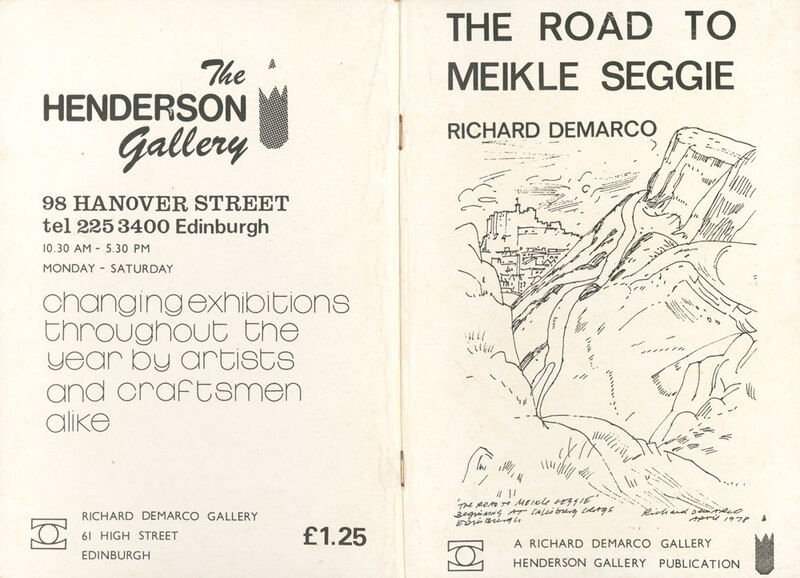 The
HENDERSON
Gallery
98 HANOVER STREET
tel 225 3400 Edinburgh
10.30 AM - 5.30 PM
MONDAY - SATURDAY
changing exhibitions
throughout the
year by artists
and craftsmen
alike
RICHARD DEMARCO GALLERY
61 HIGH STREET
EDINBURGH
£1.25
THE ROAD TO
MEIKLE SEGGIE
RICHARD DEMARCO
'THE ROAD TO MEIKLE SEGGIE
BEGINNING AT SALISBURY CRAGS
EDINBURGH
Richard Demarco
APRIL 1978
A RICHARD DEMARCO GALLERY
HENDERSON GALLERY PUBLICATION